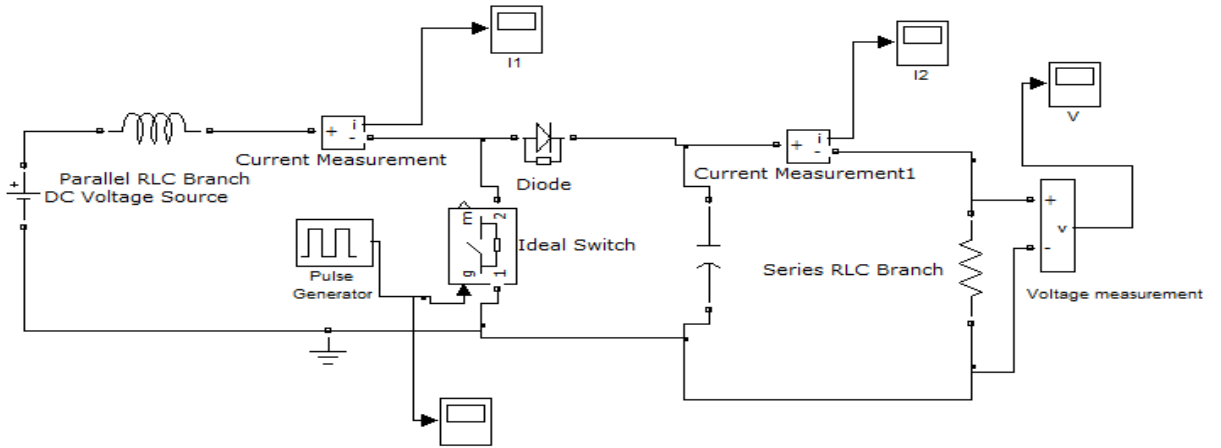 I1
I2
V
+ i -
Current Measurement
Parallel RLC Branch
+
DC Voltage Source
Diode
+ i -
Current Measurement1
m 2
g 1
Ideal Switch
Pulse
Generator
Series RLC Branch
+
v
-
Voltage measurement